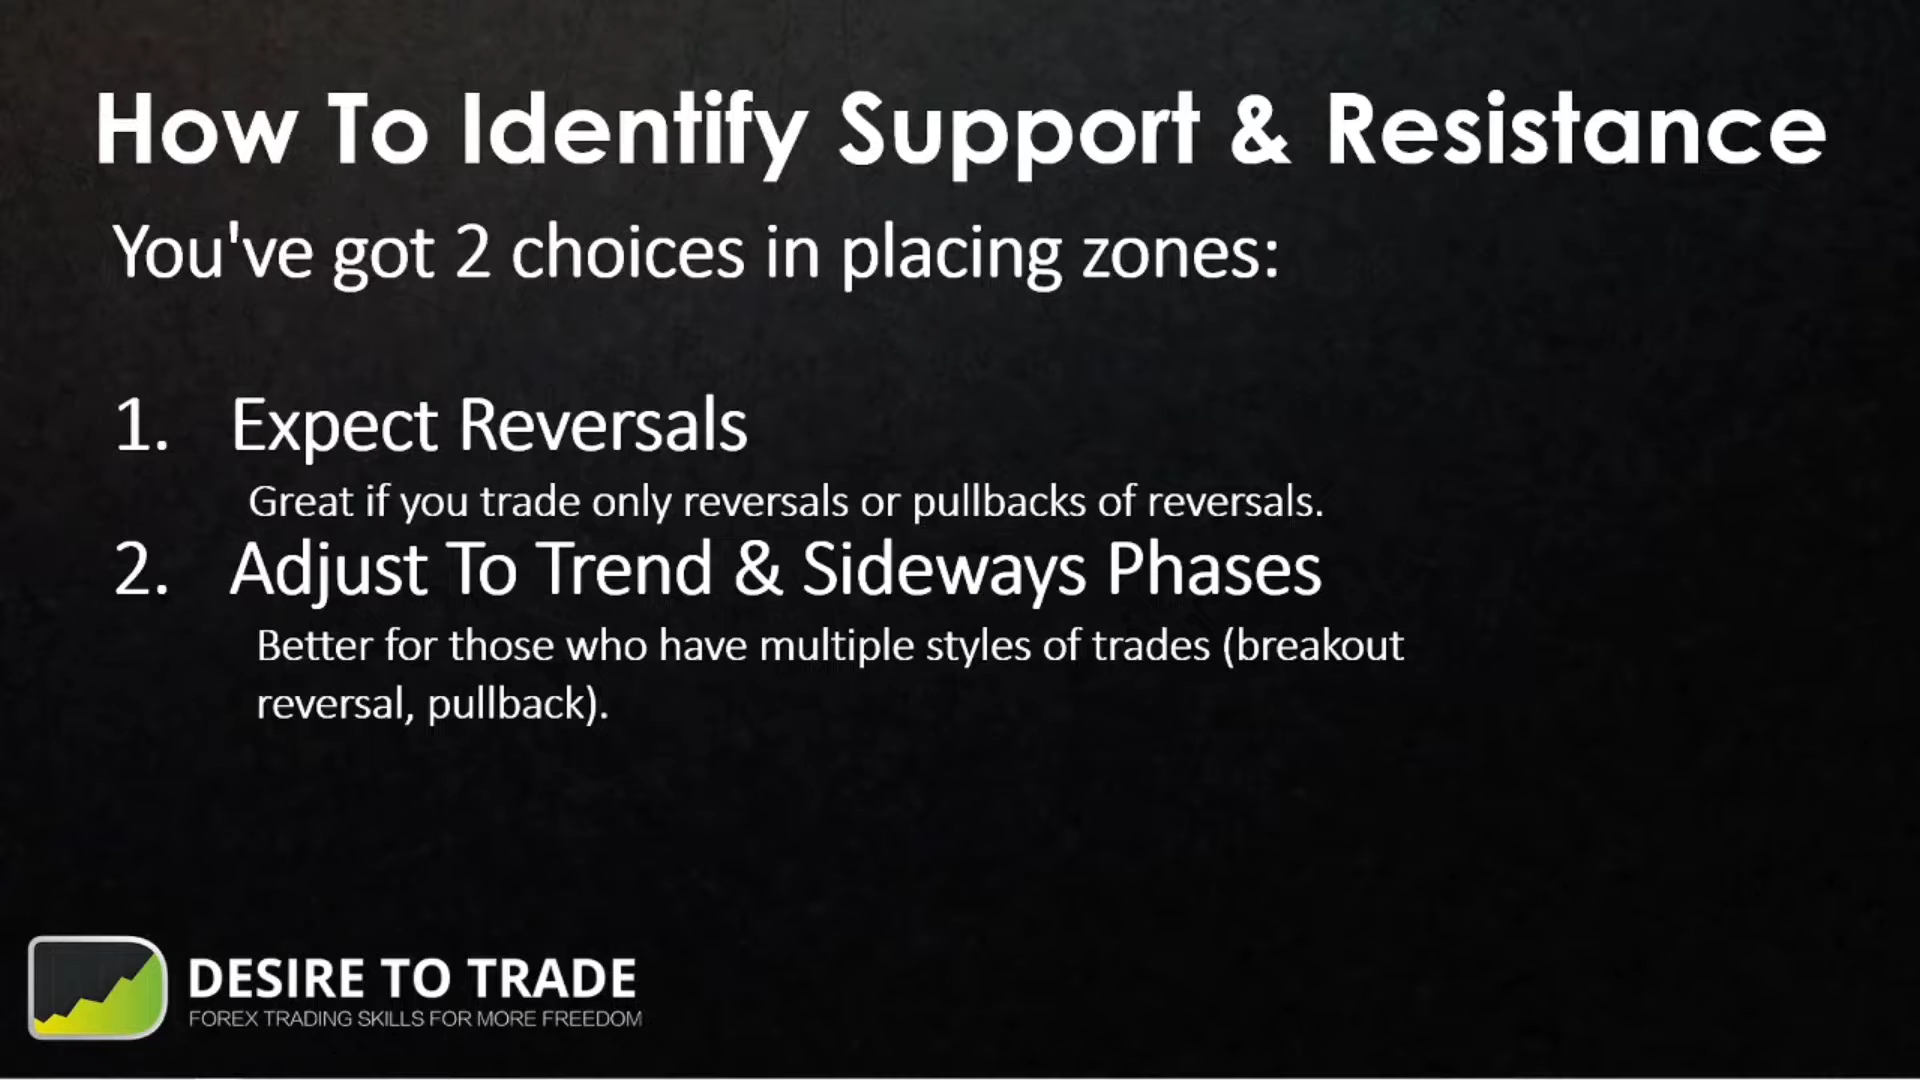 How To Identify Support & Resistance
You've got 2 choices in placing zones:
1. Expect Reversals
Great if you trade only reversals or pullbacks of reversals.
2. Adjust To Trend & Sideways Phases
Better for those who have multiple styles of trades (breakout
reversal, pullback).
DESIRE TO TRADE
FOREX TRADING SKILLS FOR MORE FREEDOM